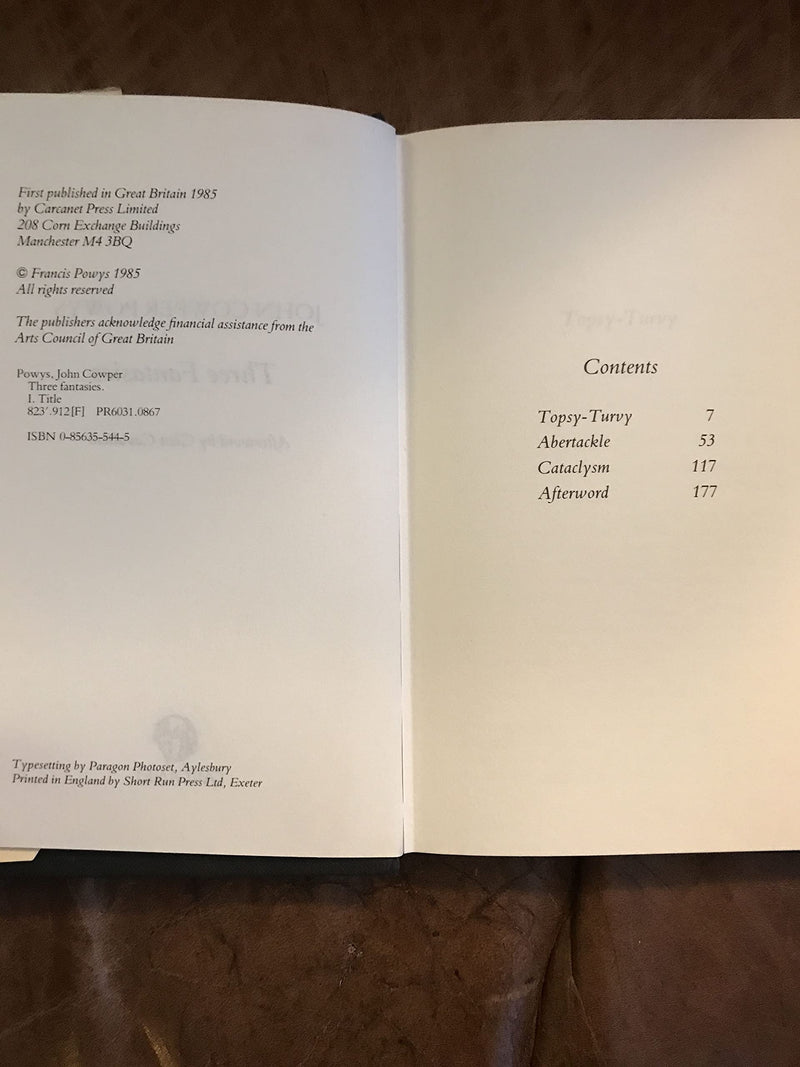 First published in Great Britain 1985
by Carcanet Press Limited
208 Corn Exchange Buildings
Manchester M4 3BQ
© Francis Powys 1985
All rights reserved
The publishers acknowledge financial assistance from the
Arts Council of Great Britain
Powys, John Cowper
Three fantasies.
I. Title
823'.912[F] PR6031.0867
ISBN 0-85635-544-5
Typesetting by Paragon Photoset, Aylesbury
Printed in England by Short Run Press Ltd, Exeter
Topsy-Turvy
Contents
Topsy-Turvy 7
Abertackle 53
Cataclysm 117
Afterword 177